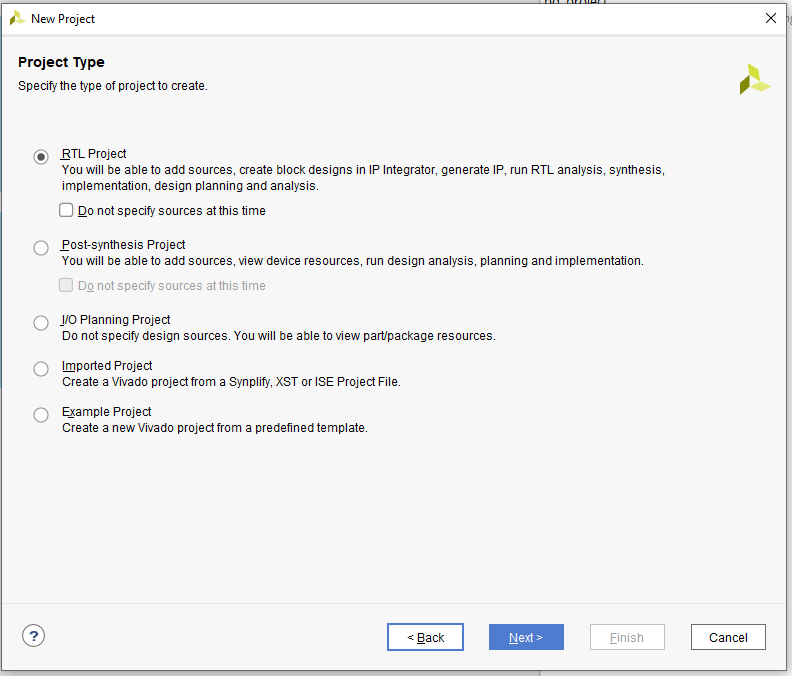 New Project
Project Type
Specify the type of project to create.
RTL Project
You will be able to add sources, create block designs in IP Integrator, generate IP, run RTL analysis, synthesis,
implementation, design planning and analysis.
Do not specify sources at this time
Post-synthesis Project
You will be able to add sources, view device resources, run design analysis, planning and implementation.
Do not specify sources at this time
I/O Planning Project
Do not specify design sources. You will be able to view part/package resources.
Imported Project
Create a Vivado project from a Synplify, XST or ISE Project File.
Example Project
Create a new Vivado project from a predefined template.
?
< Back
Next >
Finish
Cancel